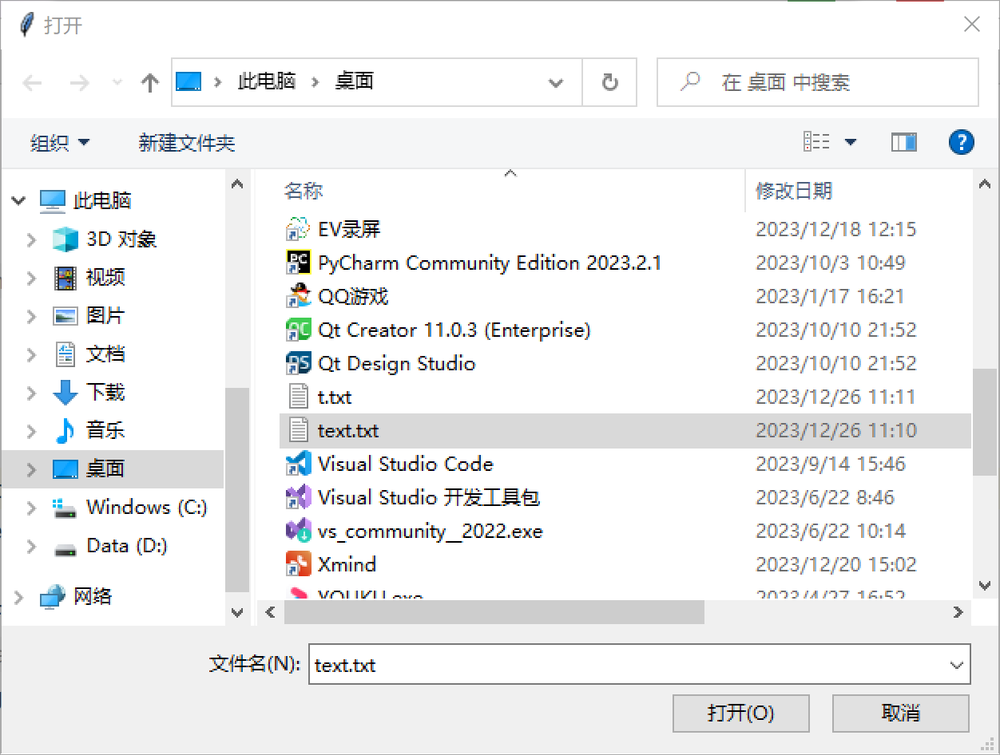 打开
此电脑 桌面
在 桌面 中搜索
组织 新建文件夹
此电脑
3D 对象
视频
图片
文档
下载
音乐
桌面
Windows (C:)
Data (D:)
网络
名称 修改日期
EV录屏 2023/12/18 12:15
PyCharm Community Edition 2023.2.1 2023/10/3 10:49
QQ游戏 2023/1/17 16:21
Qt Creator 11.0.3 (Enterprise) 2023/10/10 21:52
Qt Design Studio 2023/10/10 21:52
t.txt 2023/12/26 11:11
text.txt 2023/12/26 11:10
Visual Studio Code 2023/9/14 15:46
Visual Studio 开发工具包 2023/6/22 8:46
vs_community__2022.exe 2023/6/22 10:14
Xmind 2023/12/20 15:02
YOUKU.exe 2023/4/27 16:52
文件名(N): text.txt
打开(O) 取消